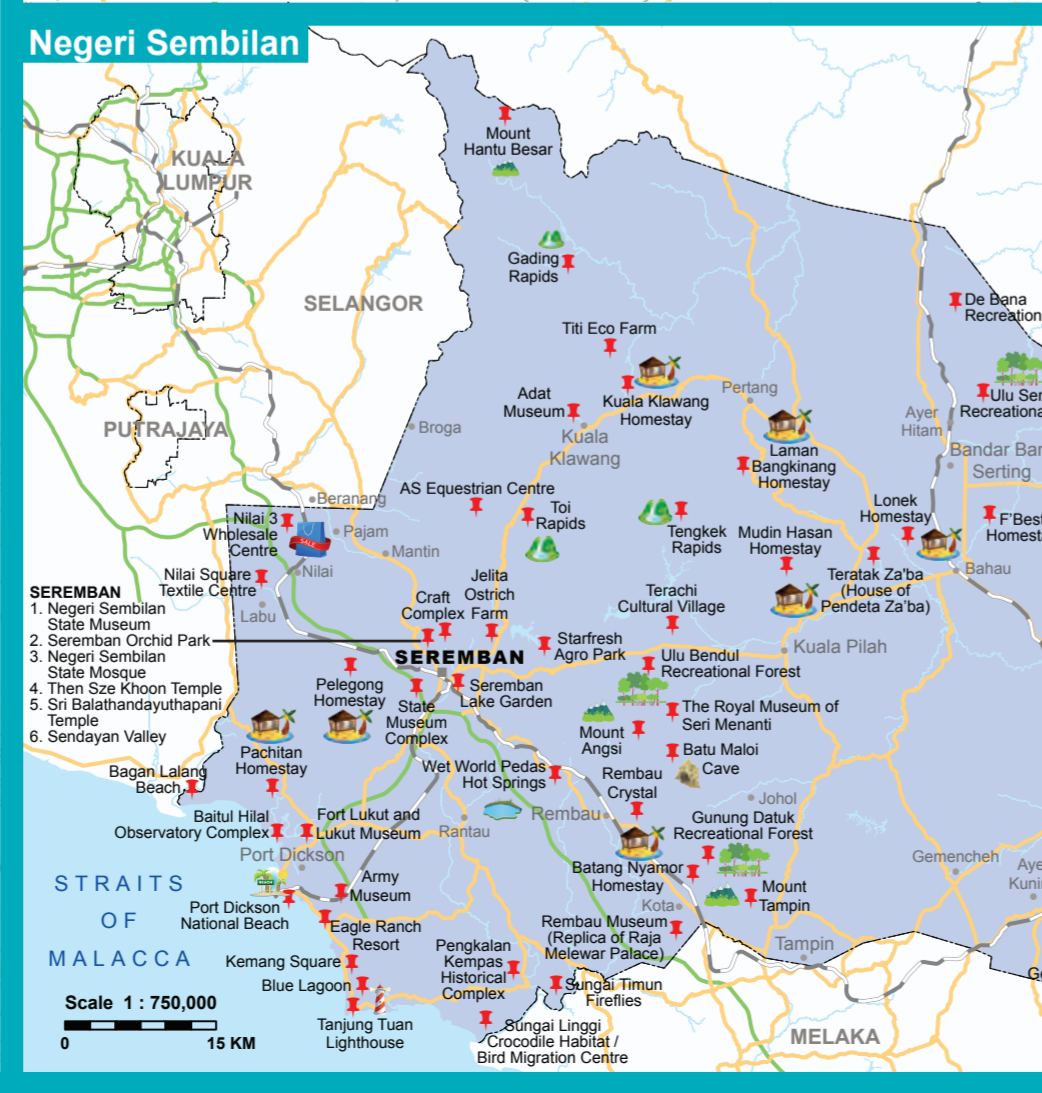 Negeri Sembilan
KUALA
LUMPUR
SELANGOR
PUTRAJAYA
Mount
Hantu Besar
Gading
Rapids
De Bana
Recreation
Titi Eco Farm
Kuala Klawang
Homestay
Pertang
Adat
Museum
Kuala
Klawang
Broga
Laman
Bangkinang
Homestay
Ulu Ser
Recreationa
Ayer
Hitam
Bandar Bar
Serting
Beranang
AS Equestrian Centre
Toi
Rapids
Tengkek
Rapids
Lonek
Homestay
F'Best
Homest
Nilai 3
Wholesale
Centre
SALE
Pajam
Mantin
Mudin Hasan
Homestay
Teratak Za'ba
(House of
Pendeta Za'ba)
Bahau
Nilai Square
Textile Centre
Nilai
Labu
SEREMBAN
1. Negeri Sembilan
State Museum
2. Seremban Orchid Park
3. Negeri Sembilan
State Mosque
4. Then Sze Khoon Temple
5. Sri Balathandayuthapani
Temple
6. Sendayan Valley
Craft
Complex
Jelita
Ostrich
Farm
Terachi
Cultural Village
Starfresh
Agro Park
Kuala Pilah
SEREMBAN
Ulu Bendul
Recreational Forest
Pelegong
Homestay
State
Museum
Complex
Seremban
Lake Garden
The Royal Museum of
Seri Menanti
Mount
Angsi
Batu Maloi
Cave
Pachitan
Homestay
Bagan Lalang
Beach
Wet World Pedas
Hot Springs
Rembau
Crystal
Johol
Baitul Hilal
Observatory Complex
Fort Lukut and
Lukut Museum
Rantau
Rembau
Gunung Datuk
Recreational Forest
Port Dickson
Gemencheh
Aye
Kuni
Batang Nyamor
Homestay
Mount
Tampin
Kota
Army
Museum
Port Dickson
National Beach
Eagle Ranch
Resort
Rembau Museum
(Replica of Raja
Melewar Palace)
Tampin
STRAITS
OF
MALACCA
Kemang Square
Blue Lagoon
Pengkalan
Kempas
Historical
Complex
Sungai Timun
Fireflies
Ge
Tanjung Tuan
Lighthouse
Sungai Linggi
Crocodile Habitat /
Bird Migration Centre
MELAKA
Scale 1 : 750,000
0 15 KM